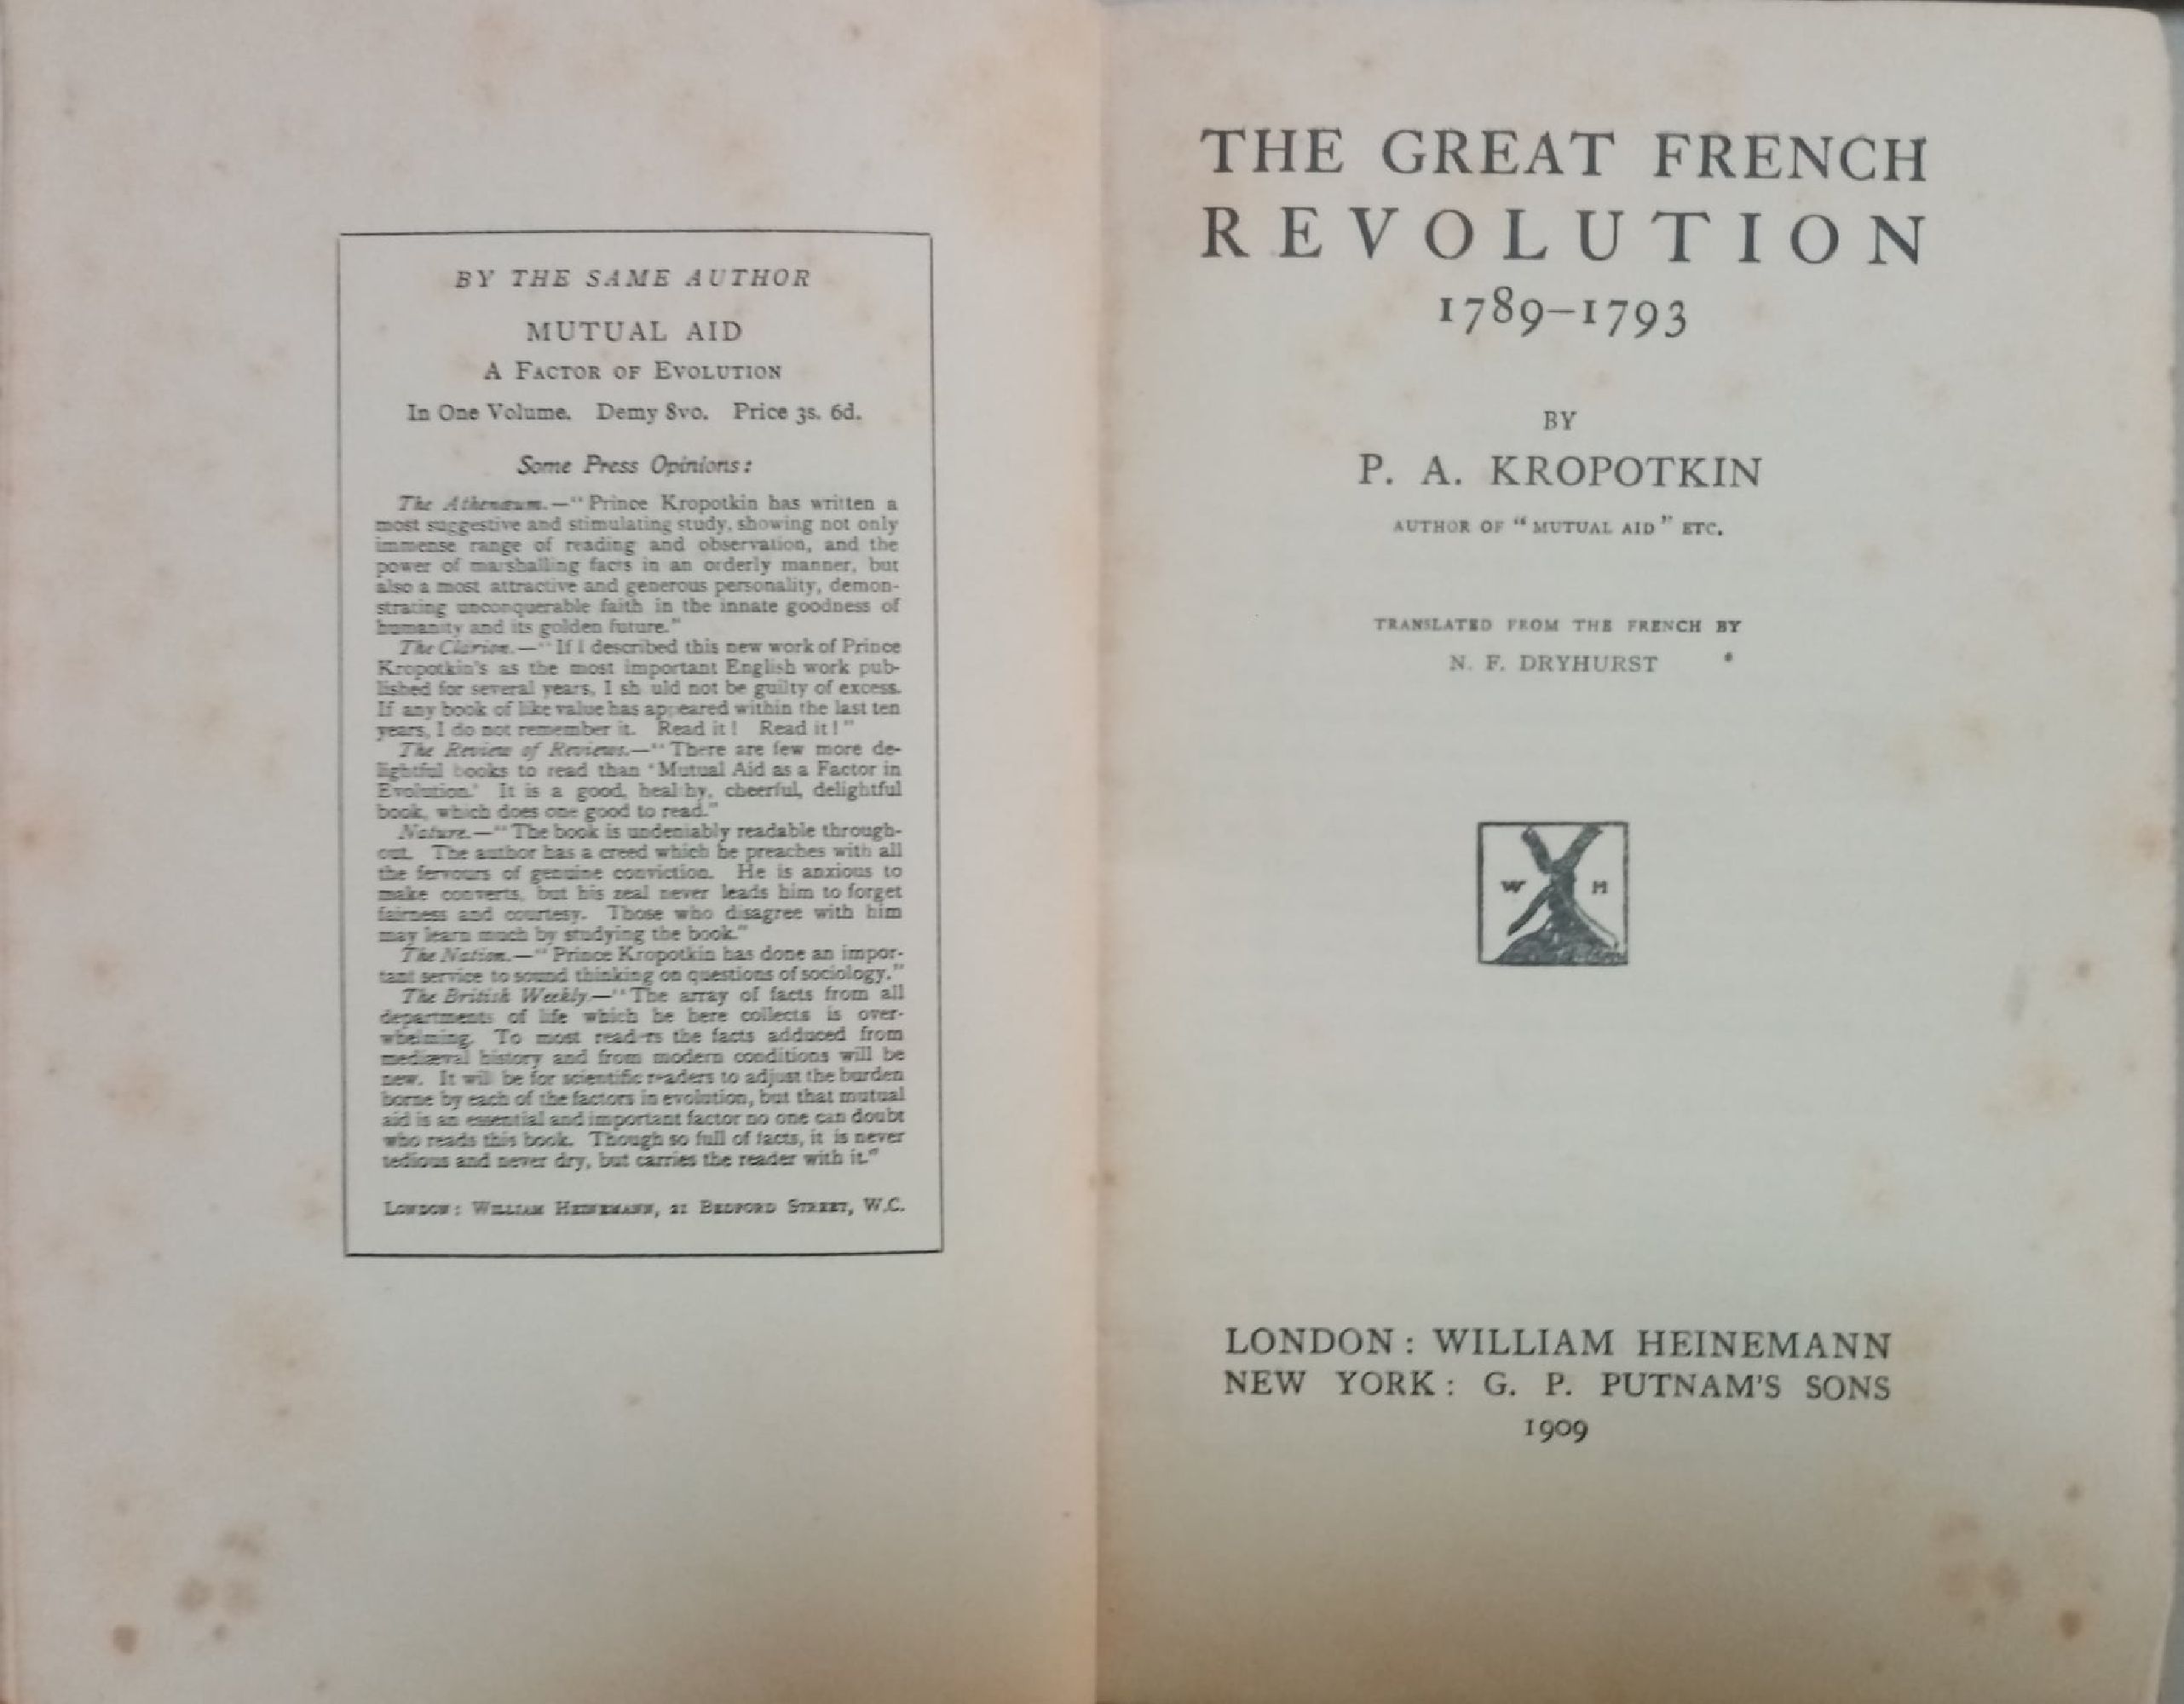 BY THE SAME AUTHOR
MUTUAL AID
A FACTOR OF EVOLUTION
In One Volume. Demy 8vo. Price 3s. 6d.
Some Press Opinions:
The Athenæum.—"Prince Kropotkin has written a
most suggestive and stimulating study, showing not only
immense range of reading and observation, and the
power of marshalling facts in an orderly manner, but
also a most attractive and generous personality, demon-
strating unconquerable faith in the innate goodness of
humanity and its golden future."
The Clarion.—"If I described this new work of Prince
Kropotkin's as the most important English work pub-
lished for several years, I sh uld not be guilty of excess.
If any book of like value has appeared within the last ten
years, I do not remember it. Read it! Read it!"
The Review of Reviews.—"There are few more de-
lightful books to read than 'Mutual Aid as a Factor in
Evolution.' It is a good, heal hy, cheerful, delightful
book, which does one good to read."
Nature.—"The book is undeniably readable through-
out. The author has a creed which he preaches with all
the fervours of genuine conviction. He is anxious to
make converts, but his zeal never leads him to forget
fairness and courtesy. Those who disagree with him
may learn much by studying the book."
The Nation.—"Prince Kropotkin has done an impor-
tant service to sound thinking on questions of sociology."
The British Weekly.—"The array of facts from all
departments of life which he here collects is over-
whelming. To most readers the facts adduced from
mediæval history and from modern conditions will be
new. It will be for scientific readers to adjust the burden
borne by each of the factors in evolution, but that mutual
aid is an essential and important factor no one can doubt
who reads this book. Though so full of facts, it is never
tedious and never dry, but carries the reader with it."
LONDON: WILLIAM HEINEMANN, 21 BEDFORD STREET, W.C.
THE GREAT FRENCH
REVOLUTION
1789–1793
BY
P. A. KROPOTKIN
AUTHOR OF "MUTUAL AID" ETC.
TRANSLATED FROM THE FRENCH BY
N. F. DRYHURST
W H
LONDON: WILLIAM HEINEMANN
NEW YORK: G. P. PUTNAM'S SONS
1909